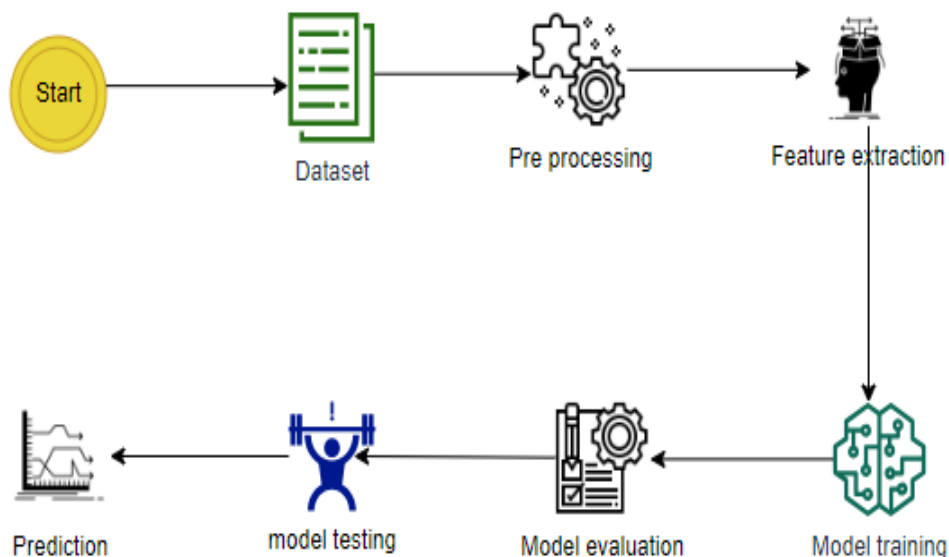 Start
Dataset
Pre processing
Feature extraction
Prediction
model testing
Model evaluation
Model training